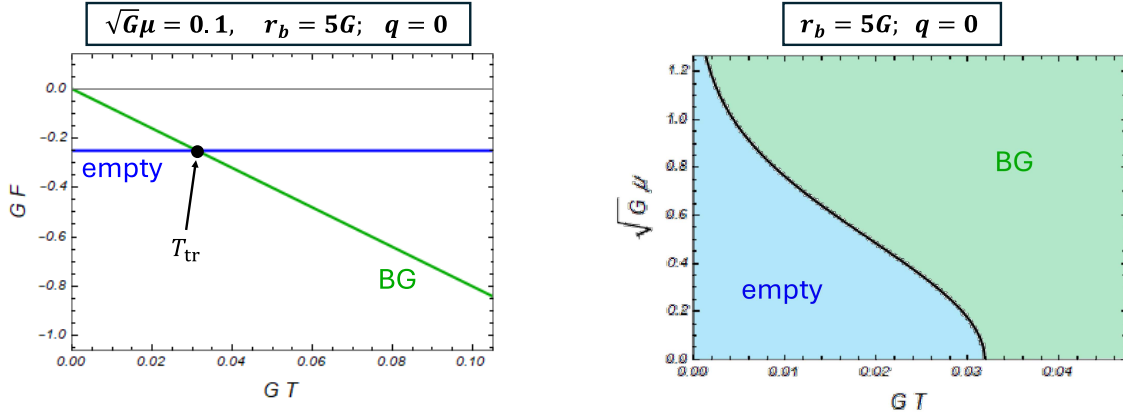 √Gμ = 0.1, r_b = 5G; q = 0
0.0
−0.2
−0.4
−0.6
−0.8
−1.0
G F
empty
T_tr
BG
0.00 0.02 0.04 0.06 0.08 0.10
G T
r_b = 5G; q = 0
1.2
1.0
0.8
0.6
0.4
0.2
0.0
√G μ
BG
empty
0.00 0.01 0.02 0.03 0.04
G T